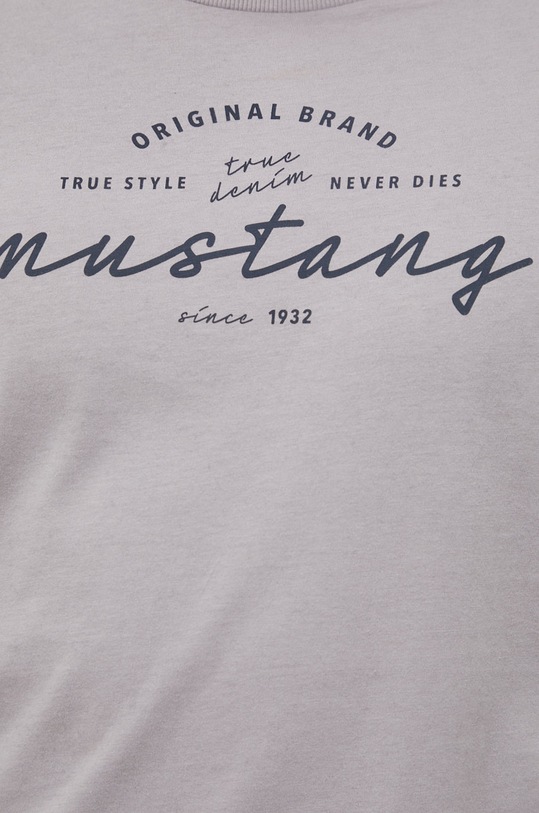 ORIGINAL BRAND
true
TRUE STYLE denim NEVER DIES
mustang
since 1932